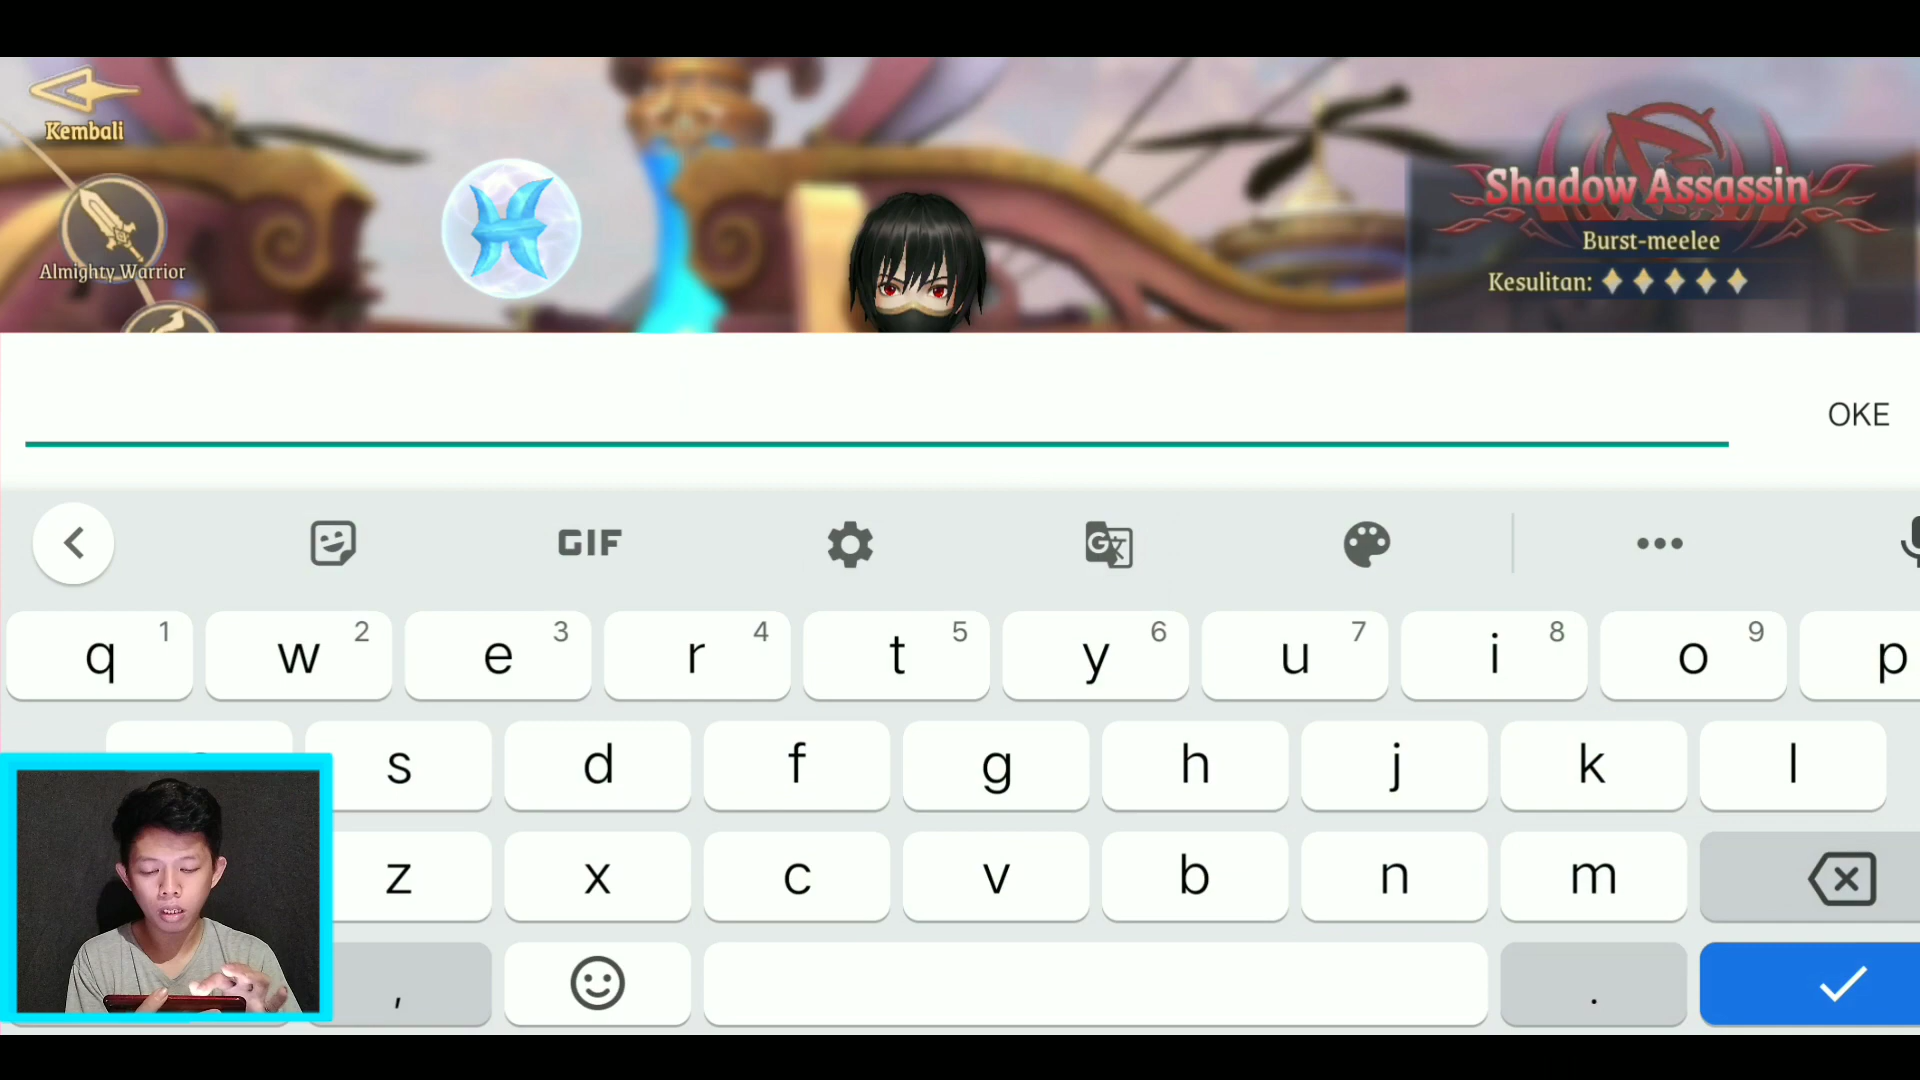 Kembali
Almighty Warrior
Shadow Assassin
Burst-meelee
Kesulitan:
OKE
GIF
G
q 1 w 2 e 3 r 4 t 5 y 6 u 7 i 8 o 9 p
s d f g h j k l
z x c v b n m
, .